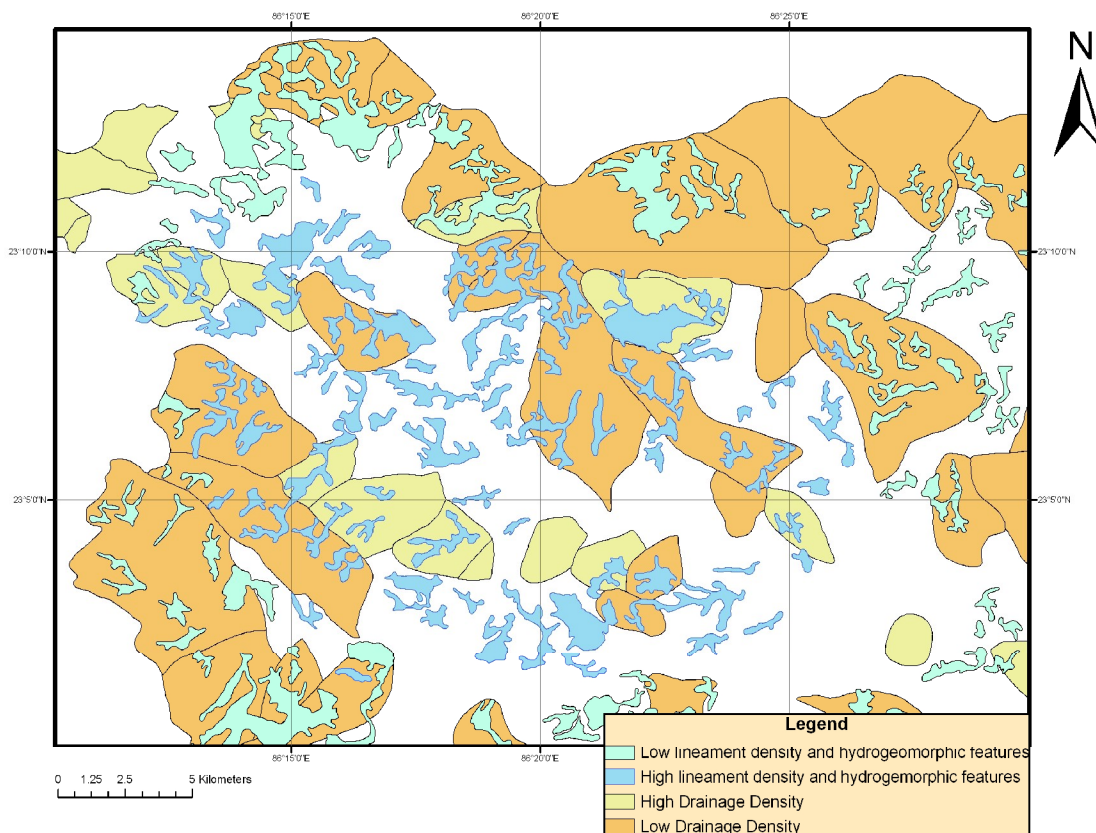 86°15'0"E 86°20'0"E 86°25'0"E
N
23°10'0"N 23°10'0"N
23°5'0"N 23°5'0"N
Legend
Low lineament density and hydrogeomorphic features
High lineament density and hydrogemorphic features
High Drainage Density
Low Drainage Density
86°15'0"E 86°20'0"E
0 1.25 2.5 5 Kilometers